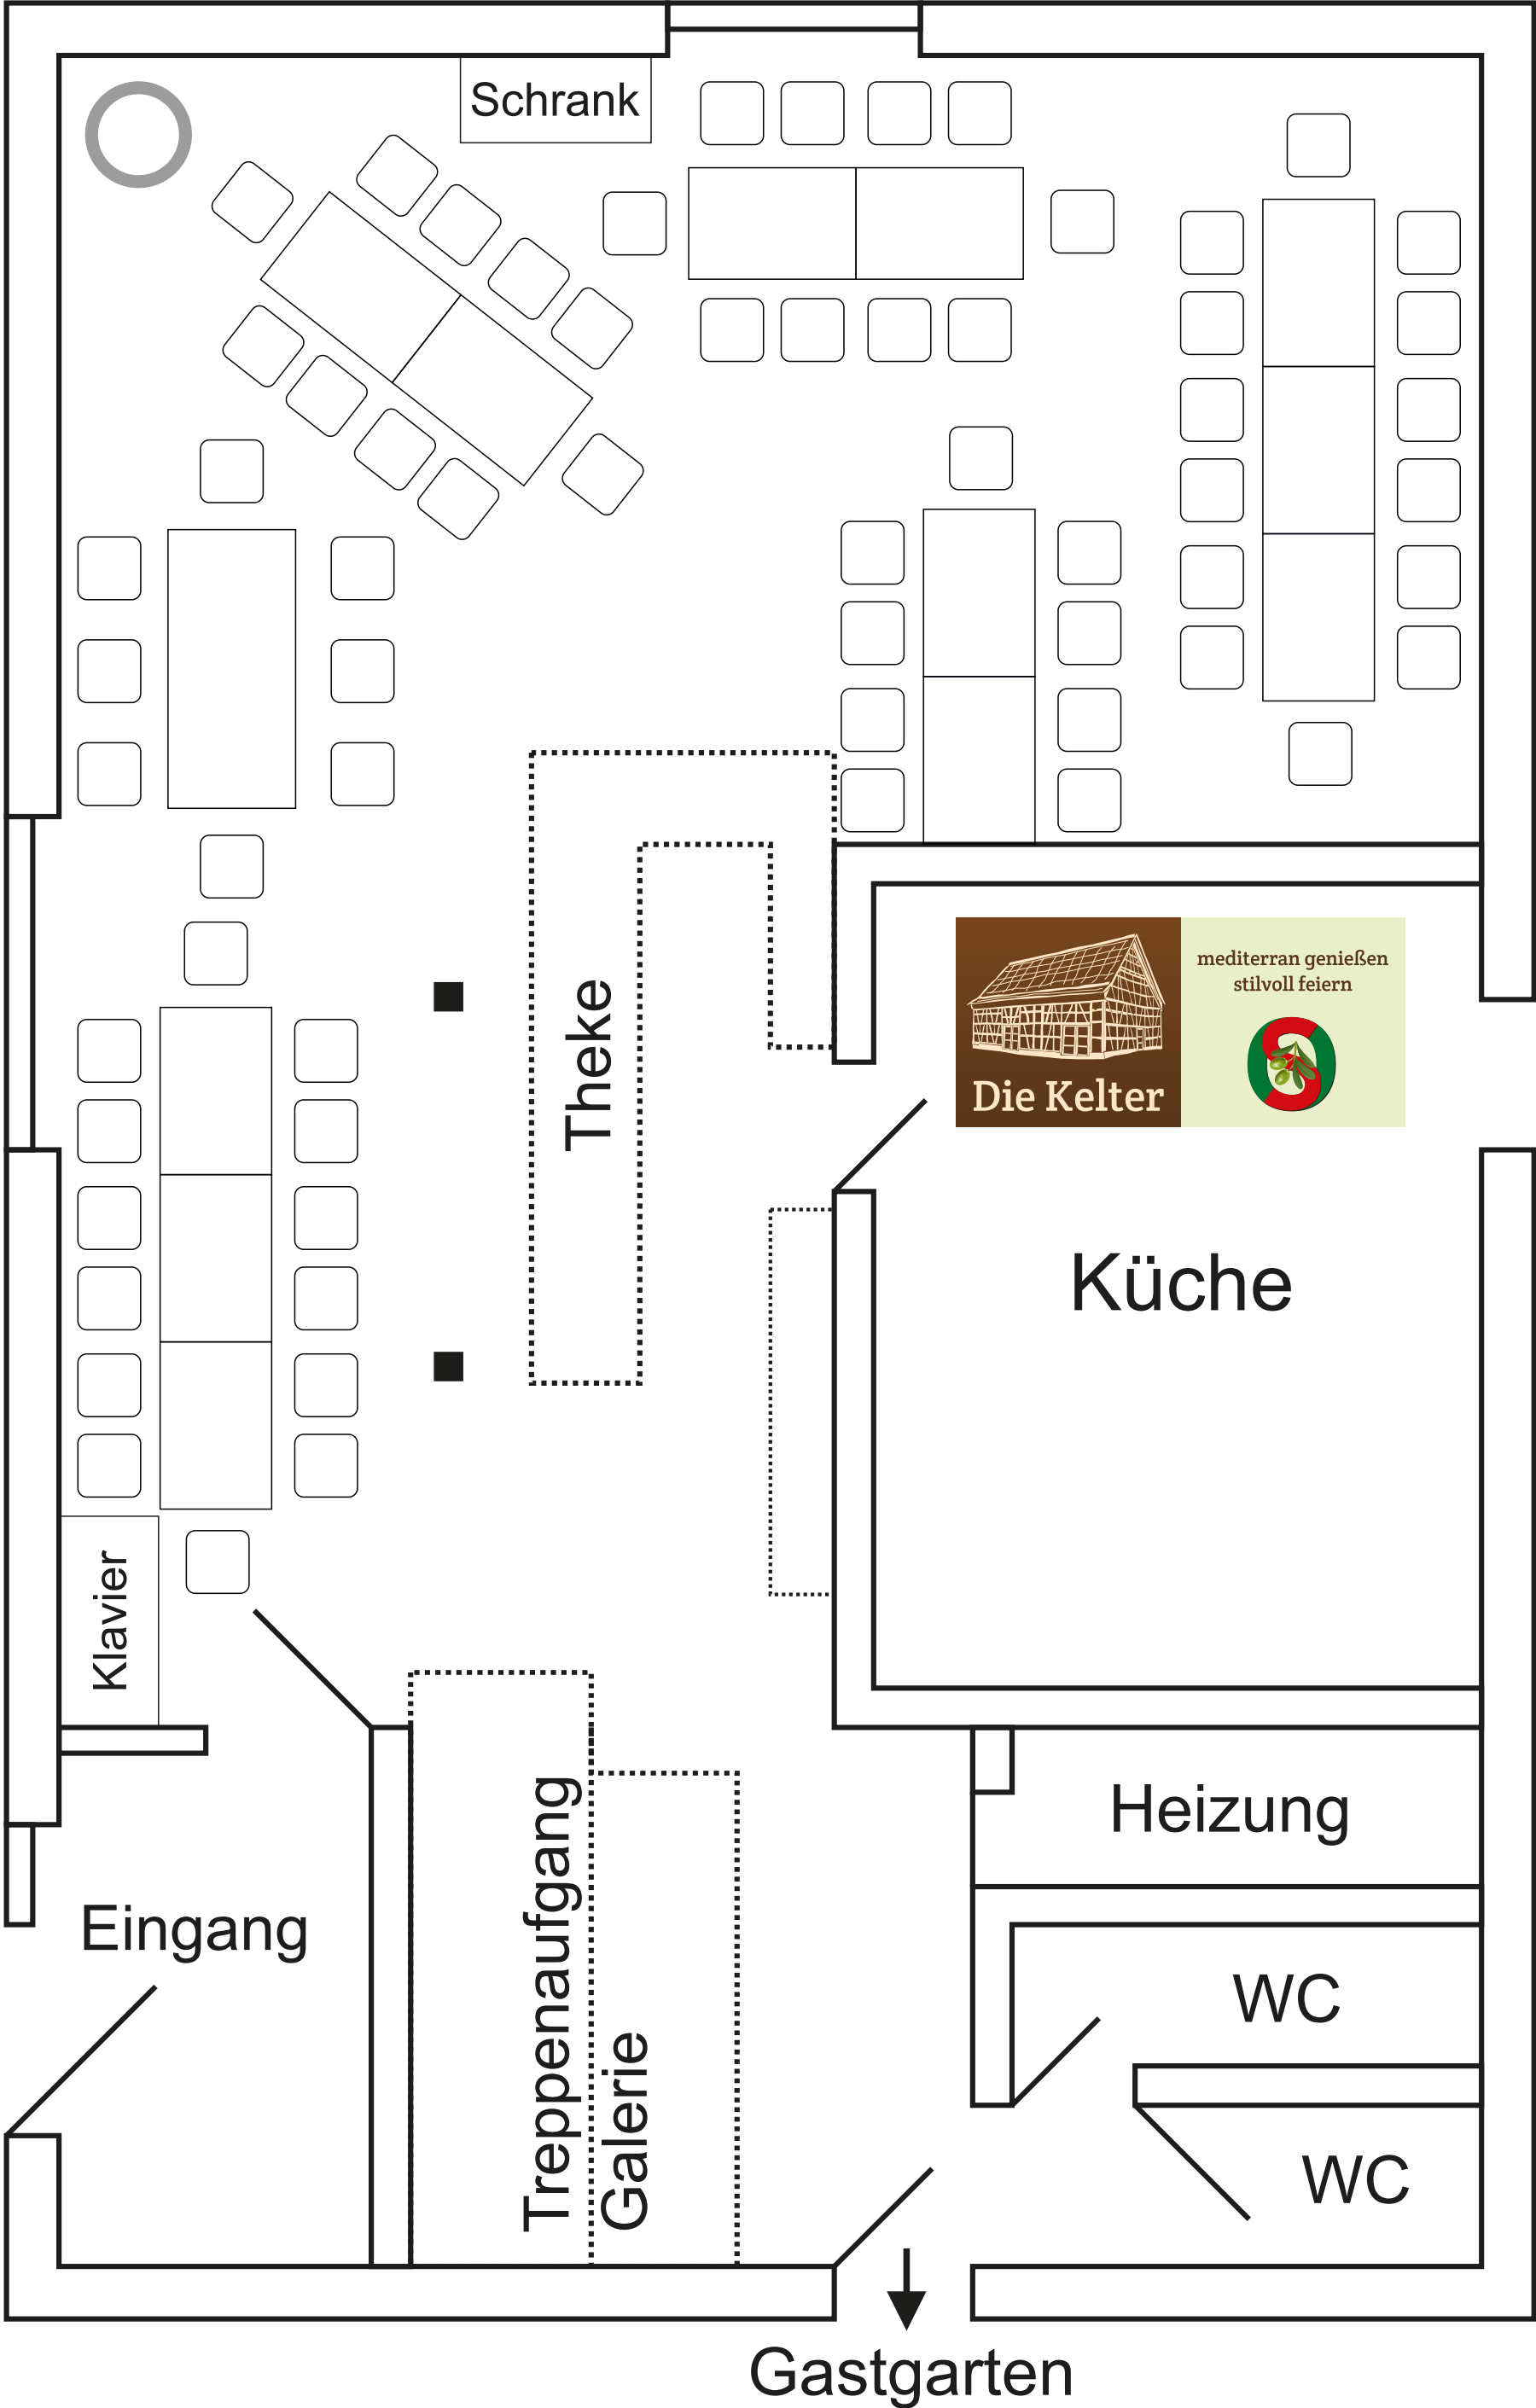 Schrank
Theke
mediterran genießen
stilvoll feiern
Die Kelter
Küche
Klavier
Heizung
Eingang
Treppenaufgang
Galerie
WC
WC
Gastgarten